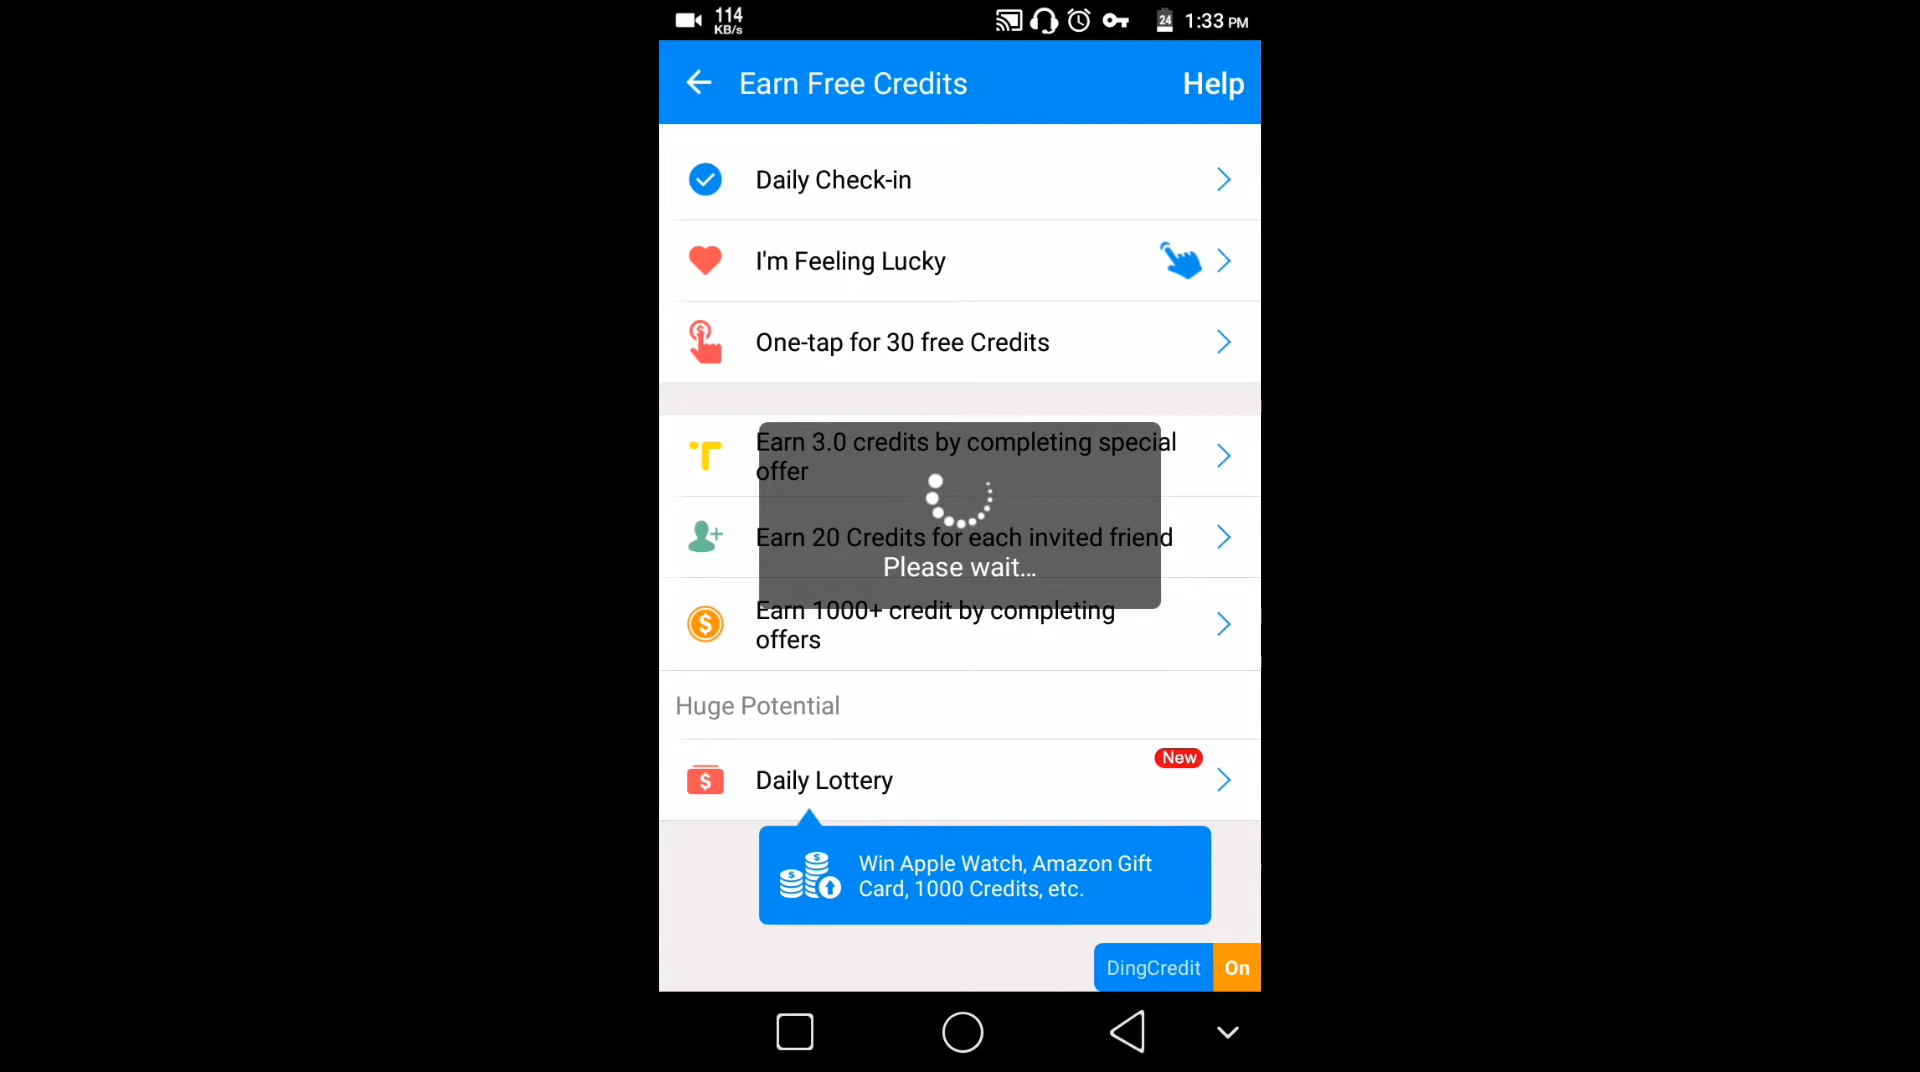 114
KB/s
24
1:33 PM
Earn Free Credits
Help
Daily Check-in
I'm Feeling Lucky
One-tap for 30 free Credits
Earn 3.0 credits by completing special
offer
Earn 20 Credits for each invited friend
Please wait...
Earn 1000+ credit by completing
offers
Huge Potential
New
Daily Lottery
Win Apple Watch, Amazon Gift
Card, 1000 Credits, etc.
DingCredit
On